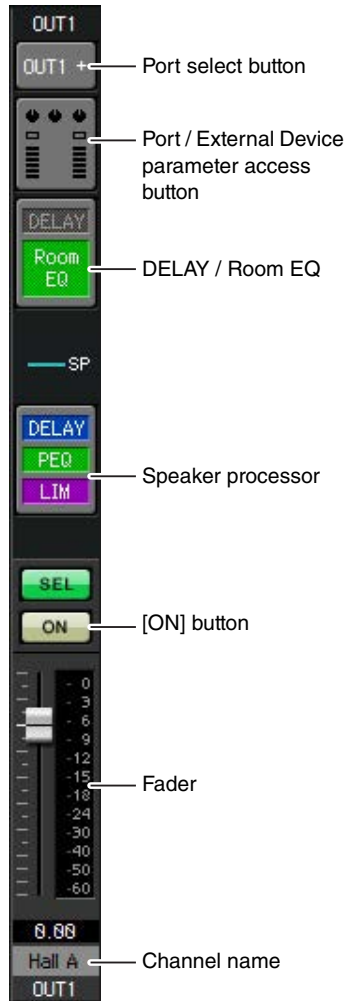 OUT1
OUT1 +
Port select button
Port / External Device
parameter access
button
DELAY
Room
EQ
DELAY / Room EQ
SP
DELAY
PEQ
LIM
Speaker processor
SEL
ON
[ON] button
- 0
- 3
- 6
- 9
-12
-15
-18
-24
-30
-40
-50
-60
Fader
0.00
Hall A
Channel name
OUT1